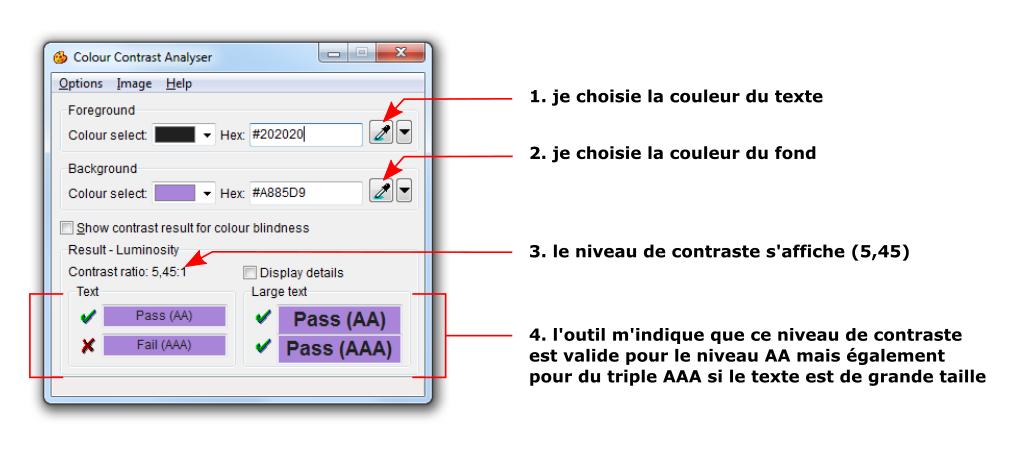 Colour Contrast Analyser
Options Image Help
Foreground
Colour select: Hex: #202020
1. je choisie la couleur du texte
Background
Colour select: Hex: #A885D9
2. je choisie la couleur du fond
Show contrast result for colour blindness
Result - Luminosity
Contrast ratio: 5,45:1 Display details
3. le niveau de contraste s'affiche (5,45)
Text
Pass (AA)
Fail (AAA)
Large text
Pass (AA)
Pass (AAA)
4. l'outil m'indique que ce niveau de contraste
est valide pour le niveau AA mais également
pour du triple AAA si le texte est de grande taille